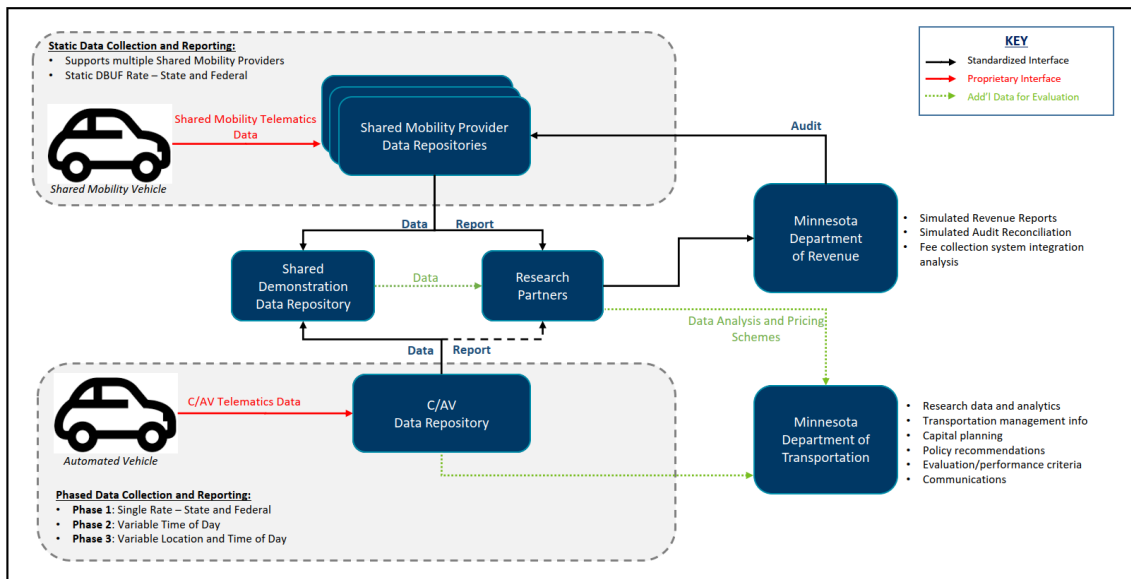 Static Data Collection and Reporting:
• Supports multiple Shared Mobility Providers
• Static DBUF Rate – State and Federal
Shared Mobility Telematics
Data
Shared Mobility Vehicle
Shared Mobility Provider
Data Repositories
KEY
Standardized Interface
Proprietary Interface
Add'l Data for Evaluation
Audit
Minnesota
Department
of Revenue
• Simulated Revenue Reports
• Simulated Audit Reconciliation
• Fee collection system integration
analysis
Data
Report
Shared
Demonstration
Data Repository
Data
Research
Partners
Data Analysis and Pricing
Schemes
Data
Report
C/AV Telematics Data
Automated Vehicle
C/AV
Data Repository
Minnesota
Department of
Transportation
• Research data and analytics
• Transportation management info
• Capital planning
• Policy recommendations
• Evaluation/performance criteria
• Communications
Phased Data Collection and Reporting:
• Phase 1: Single Rate – State and Federal
• Phase 2: Variable Time of Day
• Phase 3: Variable Location and Time of Day